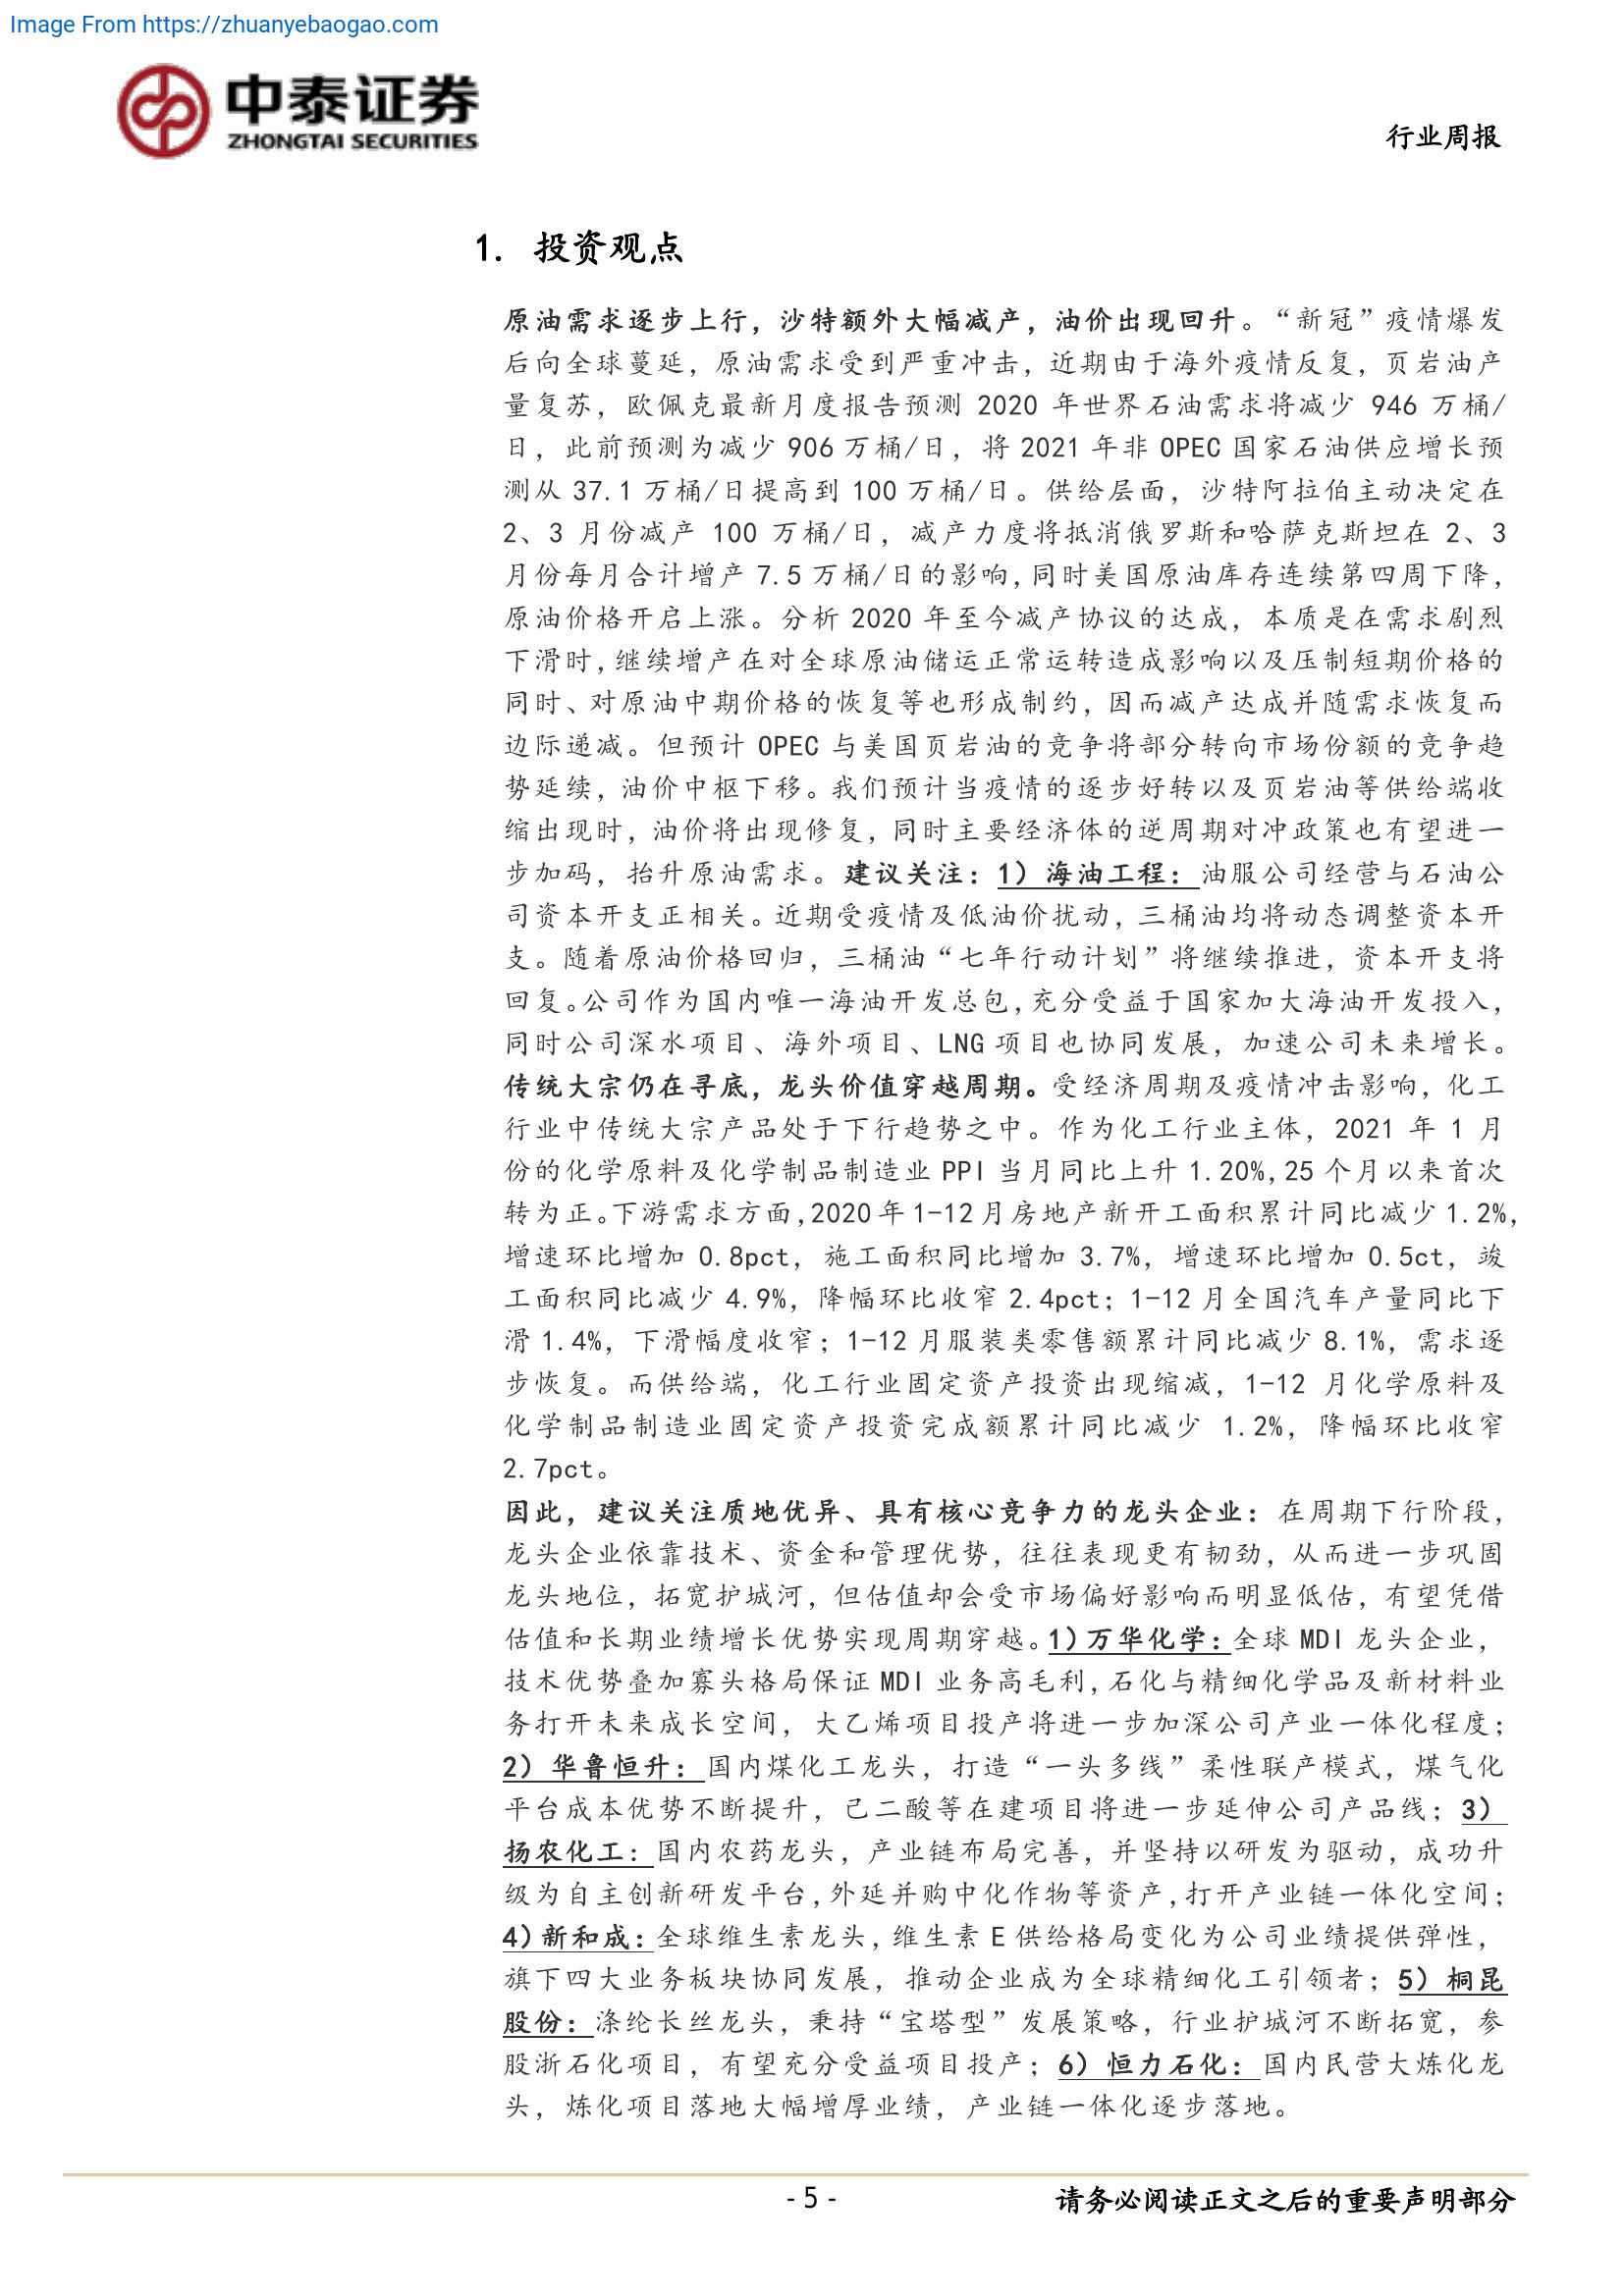 Image From https://zhuanyebaogao.com
中泰证券
ZHONGTAI SECURITIES
行业周报
1. 投资观点
原油需求逐步上行，沙特额外大幅减产，油价出现回升。“新冠”疫情爆发
后向全球蔓延，原油需求受到严重冲击，近期由于海外疫情反复，页岩油产
量复苏，欧佩克最新月度报告预测 2020 年世界石油需求将减少 946 万桶/
日，此前预测为减少 906 万桶/日，将 2021 年非 OPEC 国家石油供应增长预
测从 37.1 万桶/日提高到 100 万桶/日。供给层面，沙特阿拉伯主动决定在
2、3 月份减产 100 万桶/日，减产力度将抵消俄罗斯和哈萨克斯坦在 2、3
月份每月合计增产 7.5 万桶/日的影响,同时美国原油库存连续第四周下降，
原油价格开启上涨。分析 2020 年至今减产协议的达成，本质是在需求剧烈
下滑时,继续增产在对全球原油储运正常运转造成影响以及压制短期价格的
同时、对原油中期价格的恢复等也形成制约，因而减产达成并随需求恢复而
边际递减。但预计 OPEC 与美国页岩油的竞争将部分转向市场份额的竞争趋
势延续，油价中枢下移。我们预计当疫情的逐步好转以及页岩油等供给端收
缩出现时，油价将出现修复，同时主要经济体的逆周期对冲政策也有望进一
步加码，抬升原油需求。建议关注：1）海油工程：油服公司经营与石油公
司资本开支正相关。近期受疫情及低油价扰动，三桶油均将动态调整资本开
支。随着原油价格回归，三桶油“七年行动计划”将继续推进，资本开支将
回复。公司作为国内唯一海油开发总包,充分受益于国家加大海油开发投入，
同时公司深水项目、海外项目、LNG 项目也协同发展，加速公司未来增长。
传统大宗仍在寻底，龙头价值穿越周期。受经济周期及疫情冲击影响，化工
行业中传统大宗产品处于下行趋势之中。作为化工行业主体，2021 年 1 月
份的化学原料及化学制品制造业 PPI 当月同比上升 1.20%,25 个月以来首次
转为正。下游需求方面,2020 年 1-12 月房地产新开工面积累计同比减少 1.2%，
增速环比增加 0.8pct，施工面积同比增加 3.7%，增速环比增加 0.5ct，竣
工面积同比减少 4.9%，降幅环比收窄 2.4pct；1-12 月全国汽车产量同比下
滑 1.4%，下滑幅度收窄；1-12 月服装类零售额累计同比减少 8.1%，需求逐
步恢复。而供给端，化工行业固定资产投资出现缩减，1-12 月化学原料及
化学制品制造业固定资产投资完成额累计同比减少 1.2%，降幅环比收窄
2.7pct。
因此，建议关注质地优异、具有核心竞争力的龙头企业：在周期下行阶段，
龙头企业依靠技术、资金和管理优势，往往表现更有韧劲，从而进一步巩固
龙头地位，拓宽护城河，但估值却会受市场偏好影响而明显低估，有望凭借
估值和长期业绩增长优势实现周期穿越。1)万华化学：全球 MDI 龙头企业，
技术优势叠加寡头格局保证 MDI 业务高毛利,石化与精细化学品及新材料业
务打开未来成长空间，大乙烯项目投产将进一步加深公司产业一体化程度；
2）华鲁恒升：国内煤化工龙头，打造“一头多线”柔性联产模式，煤气化
平台成本优势不断提升，己二酸等在建项目将进一步延伸公司产品线；3）
扬农化工：国内农药龙头，产业链布局完善，并坚持以研发为驱动，成功升
级为自主创新研发平台,外延并购中化作物等资产,打开产业链一体化空间；
4)新和成：全球维生素龙头,维生素 E 供给格局变化为公司业绩提供弹性，
旗下四大业务板块协同发展，推动企业成为全球精细化工引领者；5）桐昆
股份：涤纶长丝龙头，秉持“宝塔型”发展策略，行业护城河不断拓宽，参
股浙石化项目，有望充分受益项目投产；6）恒力石化：国内民营大炼化龙
头，炼化项目落地大幅增厚业绩，产业链一体化逐步落地。
- 5 -
请务必阅读正文之后的重要声明部分